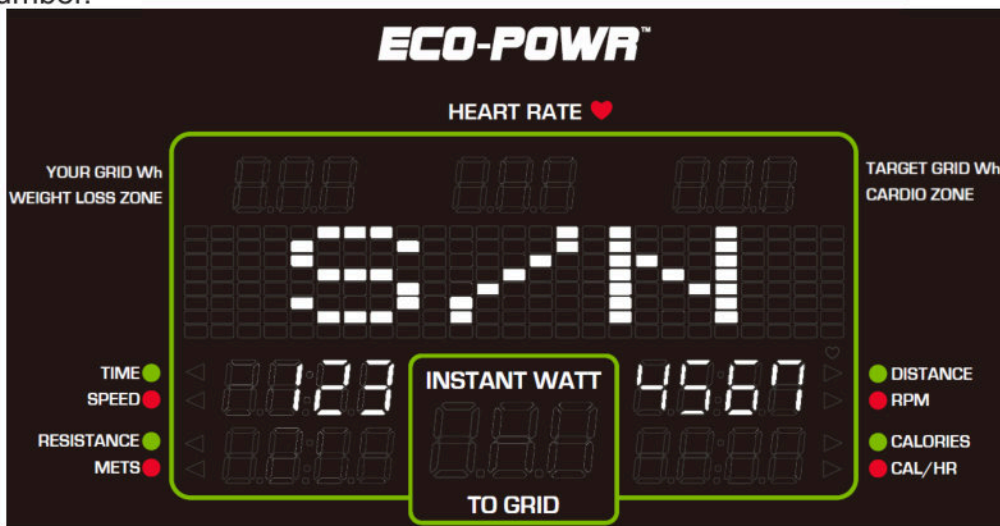 ECO-POWR™
HEART RATE
YOUR GRID Wh
WEIGHT LOSS ZONE
TARGET GRID Wh
CARDIO ZONE
S/N
TIME
SPEED
123
INSTANT WATT
4567
DISTANCE
RPM
RESISTANCE
METS
CALORIES
CAL/HR
TO GRID